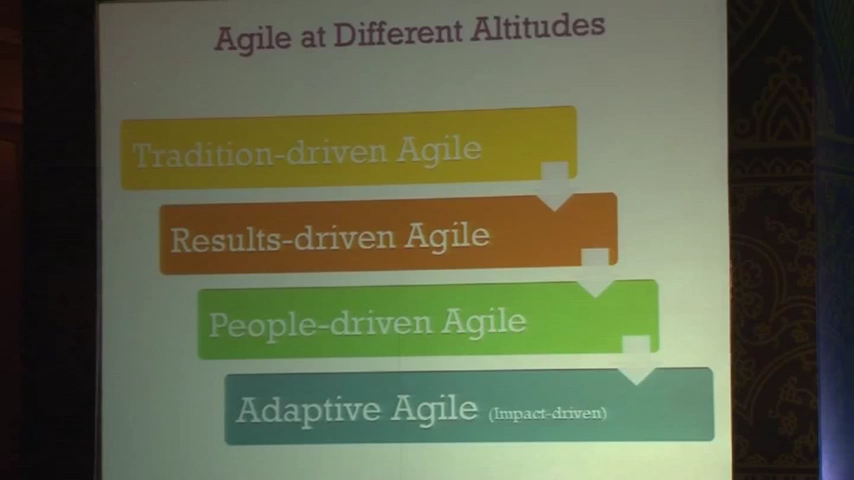 Agile at Different Altitudes
Tradition-driven Agile
Results-driven Agile
People-driven Agile
Adaptive Agile (Impact-driven)